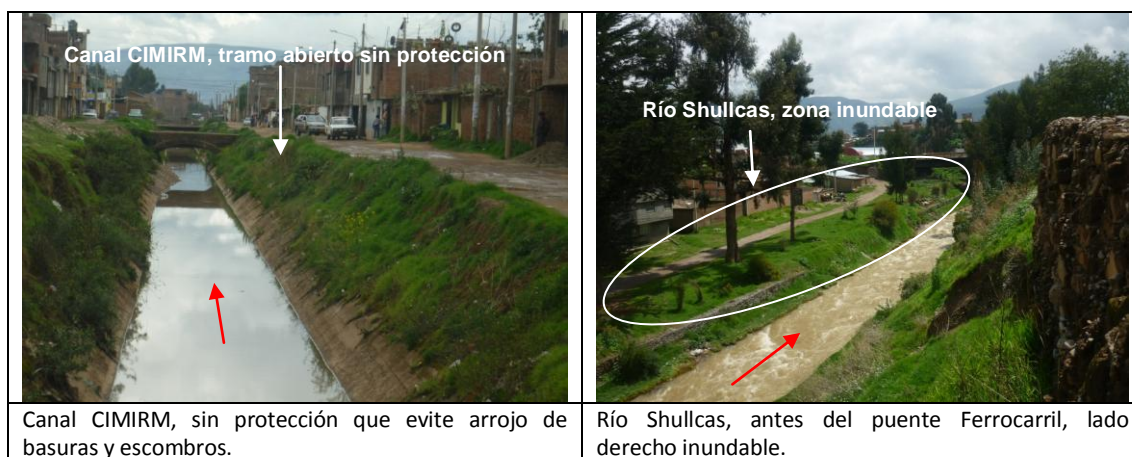 Canal CIMIRM, tramo abierto sin protección
Río Shullcas, zona inundable
Canal CIMIRM, sin protección que evite arrojo de
basuras y escombros.
Río Shullcas, antes del puente Ferrocarril, lado
derecho inundable.